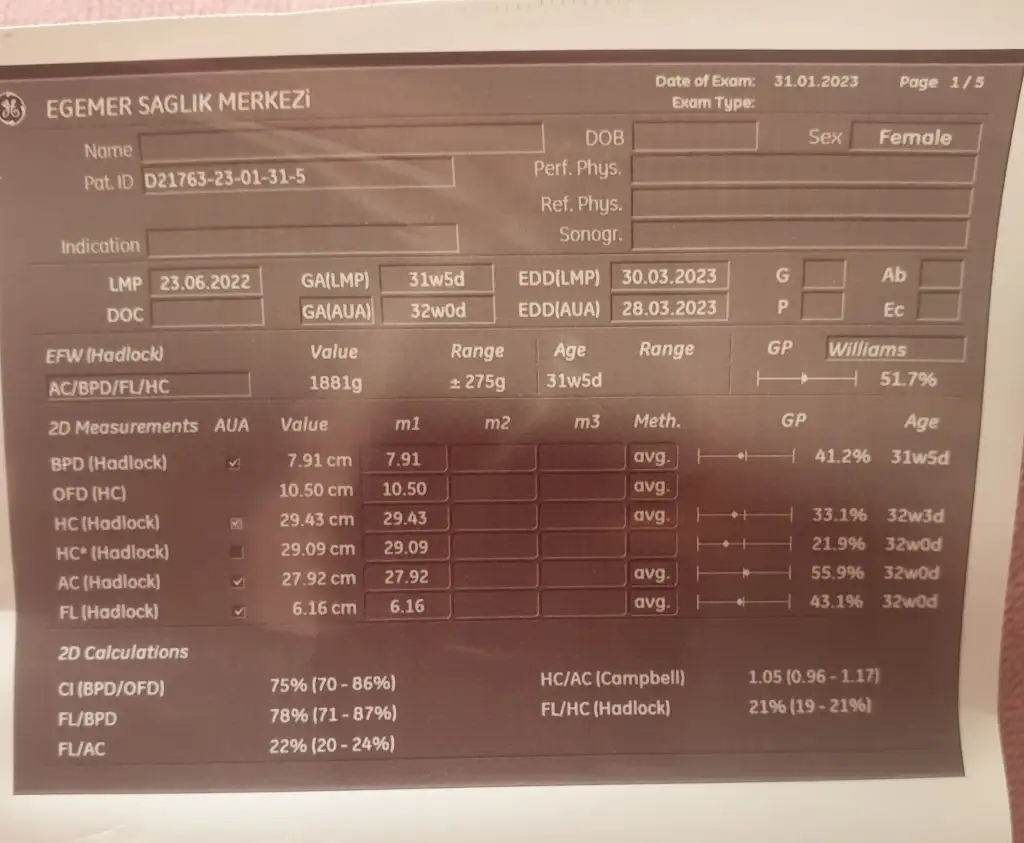 Date of Exam: 31.01.2023 Page 1/5
EGEMER SAGLIK MERKEZi Exam Type:
Name DOB Sex Female
Pat. ID D21763-23-01-31-5 Perf. Phys.
Ref. Phys.
Indication Sonogr.
LMP 23.06.2022 GA(LMP) 31w5d EDD(LMP) 30.03.2023 G Ab
DOC GA(AUA) 32w0d EDD(AUA) 28.03.2023 P Ec
EFW (Hadlock) Value Range Age Range GP Williams
AC/BPD/FL/HC 1881g ± 275g 31w5d 51.7%
2D Measurements AUA Value m1 m2 m3 Meth. GP Age
BPD (Hadlock) 7.91 cm 7.91 avg. 41.2% 31w5d
OFD (HC) 10.50 cm 10.50 avg.
HC (Hadlock) 29.43 cm 29.43 avg. 33.1% 32w3d
HC* (Hadlock) 29.09 cm 29.09 21.9% 32w0d
AC (Hadlock) 27.92 cm 27.92 avg. 55.9% 32w0d
FL (Hadlock) 6.16 cm 6.16 avg. 43.1% 32w0d
2D Calculations
CI (BPD/OFD) 75% (70 - 86%) HC/AC (Campbell) 1.05 (0.96 - 1.17)
FL/BPD 78% (71 - 87%) FL/HC (Hadlock) 21% (19 - 21%)
FL/AC 22% (20 - 24%)